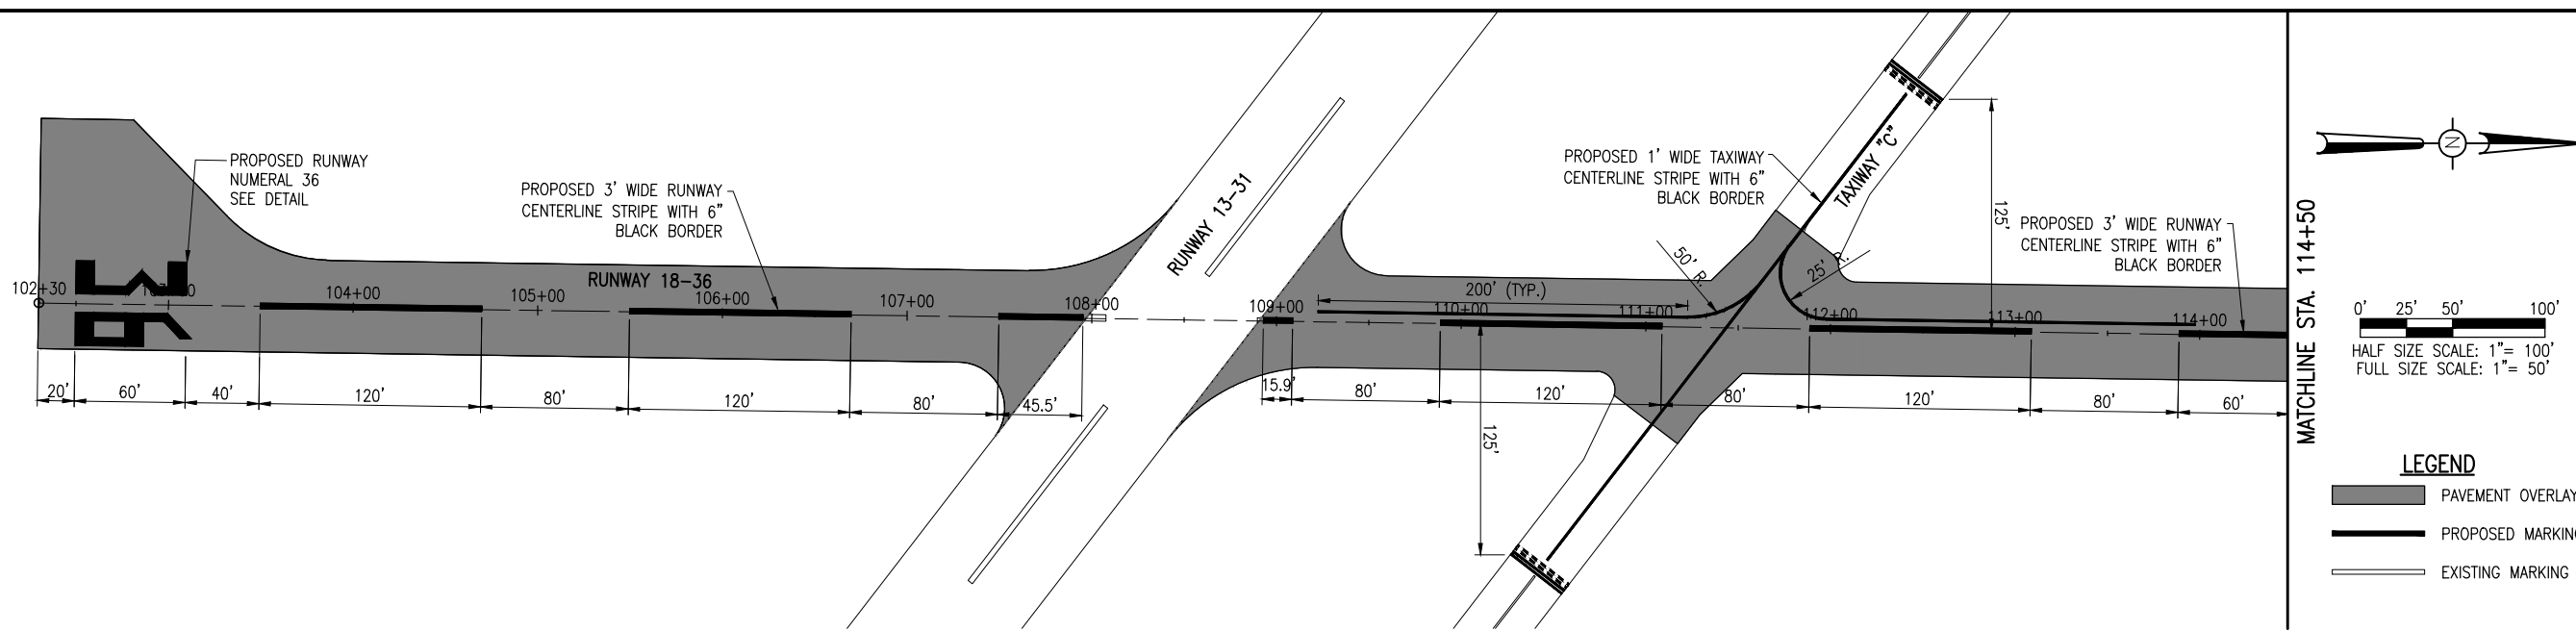 PROPOSED RUNWAY
NUMERAL 36
SEE DETAIL
PROPOSED 3' WIDE RUNWAY
CENTERLINE STRIPE WITH 6"
BLACK BORDER
RUNWAY 18-36
RUNWAY 13-31
PROPOSED 1' WIDE TAXIWAY
CENTERLINE STRIPE WITH 6"
BLACK BORDER
TAXIWAY "C"
125'
PROPOSED 3' WIDE RUNWAY
CENTERLINE STRIPE WITH 6"
BLACK BORDER
50' R.
25' R.
200' (TYP.)
36
102+30
103+00
104+00
105+00
106+00
107+00
108+00
109+00
110+00
111+00
112+00
113+00
114+00
20'
60'
40'
120'
80'
120'
80'
45.5'
15.9'
80'
120'
80'
120'
80'
60'
125'
MATCHLINE STA. 114+50
N
0' 25' 50' 100'
HALF SIZE SCALE: 1"= 100'
FULL SIZE SCALE: 1"= 50'
LEGEND
PAVEMENT OVERLAY
PROPOSED MARKING
EXISTING MARKING